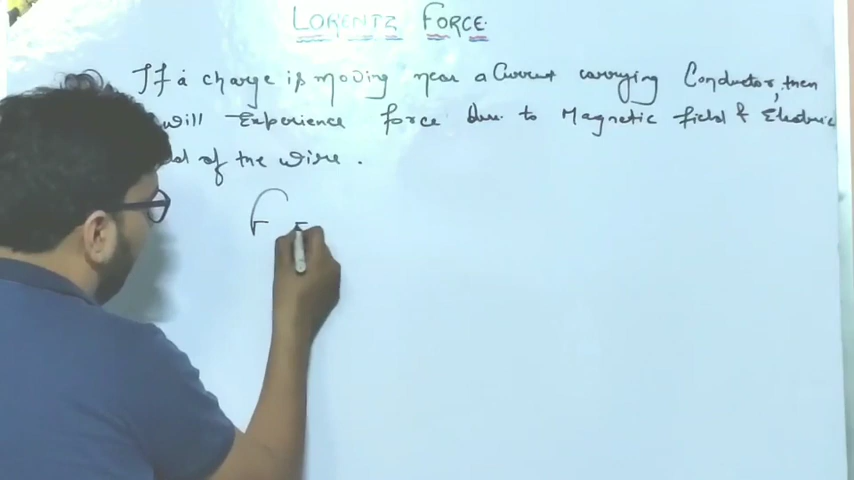 LORENTZ FORCE.
If a charge is moving near a Current carrying Conductor, then
will Experience force Due to Magnetic field & Electric
of the wire.
F =